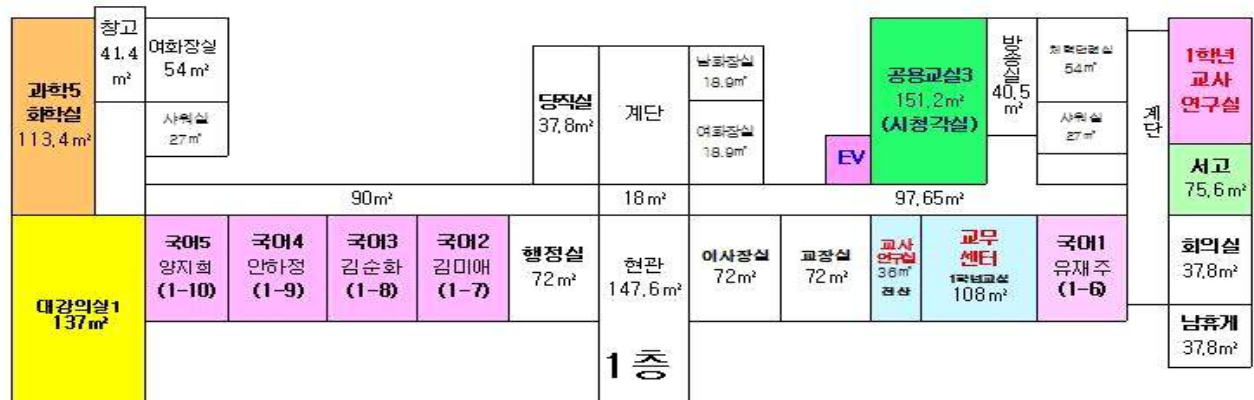 과학5
화학실
113,4㎡
창고
41.4
㎡
여화장실
54㎡
샤워실
27㎡
당직실
37.8㎡
계단
남화장실
18.9㎡
여화장실
18.9㎡
EV
공용교실3
151.2㎡
(시청각실)
방송실
40.5
㎡
체력단련실
54㎡
샤워실
27㎡
계단
1학년
교사
연구실
서고
75,6㎡
90㎡
18㎡
97.65㎡
대강의실1
137㎡
국어5
양지희
(1-10)
국어4
안하정
(1-9)
국어3
김순화
(1-8)
국어2
김미애
(1-7)
행정실
72㎡
현관
147.6㎡
이사장실
72㎡
교장실
72㎡
교사
연구실
36㎡
전산
교무
센터
1학년교실
108㎡
국어1
유재주
(1-6)
회의실
37.8㎡
남휴게
37.8㎡
1층